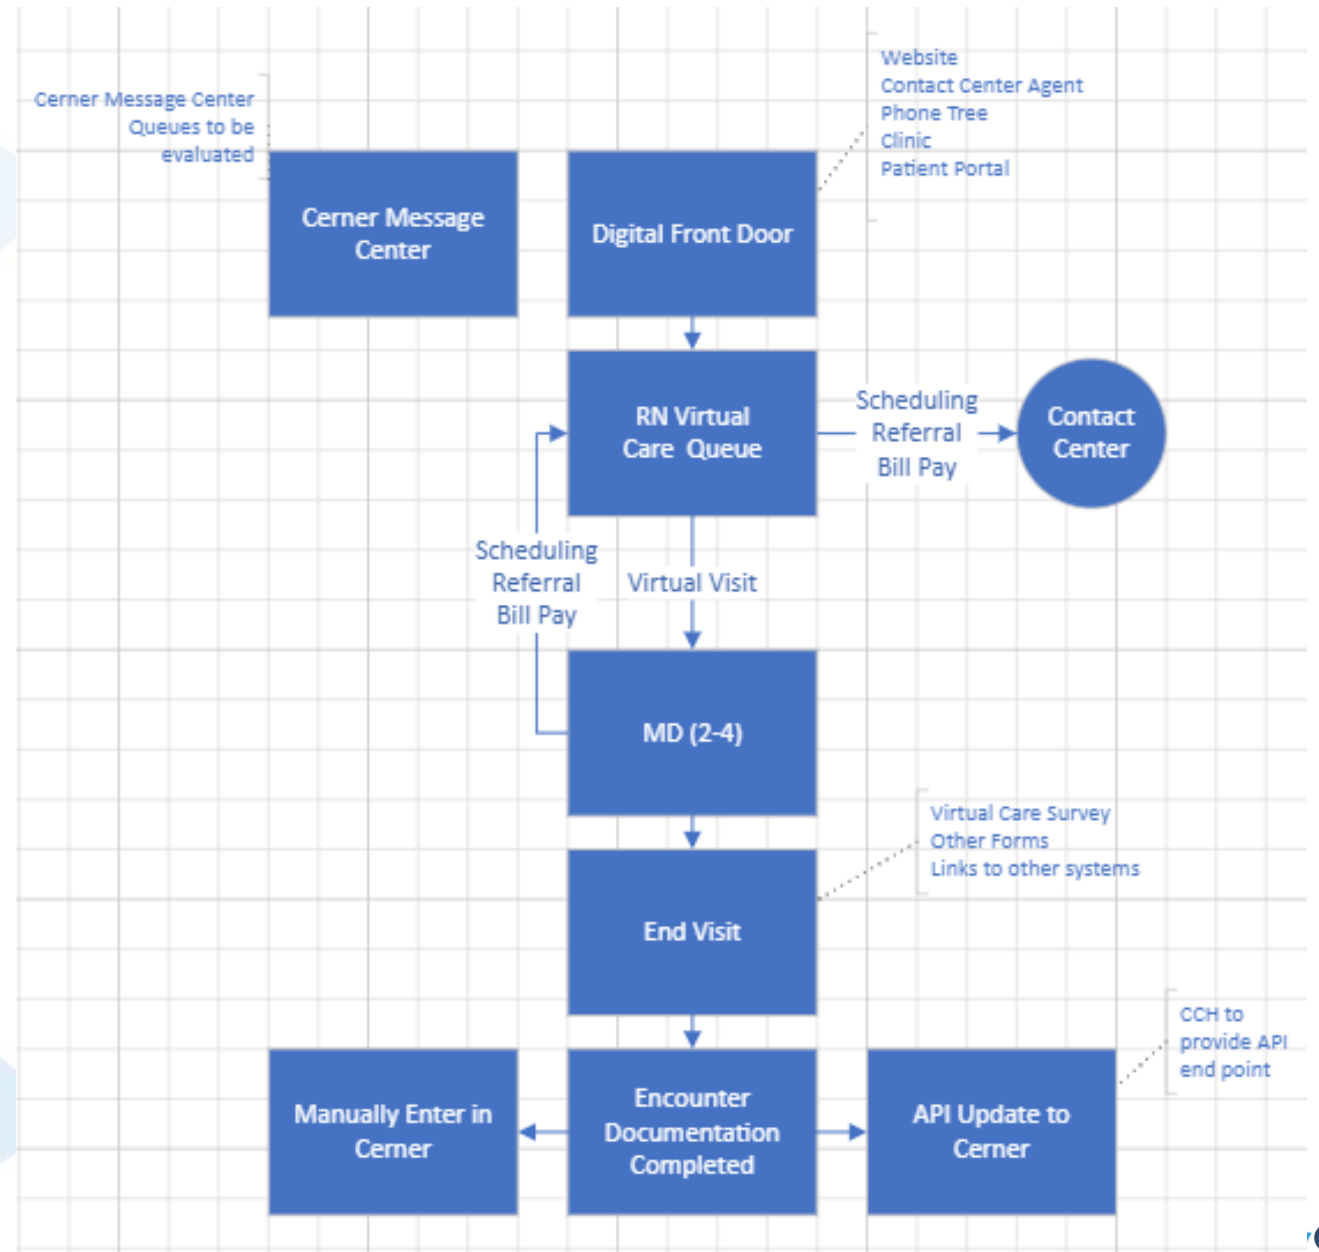 Website
Contact Center Agent
Phone Tree
Clinic
Patient Portal
Cerner Message Center
Queues to be
evaluated
Cerner Message
Center
Digital Front Door
RN Virtual
Care Queue
Scheduling
Referral
Bill Pay
Contact
Center
Scheduling
Referral
Bill Pay
Virtual Visit
MD (2-4)
Virtual Care Survey
Other Forms
Links to other systems
End Visit
CCH to
provide API
end point
Manually Enter in
Cerner
Encounter
Documentation
Completed
API Update to
Cerner